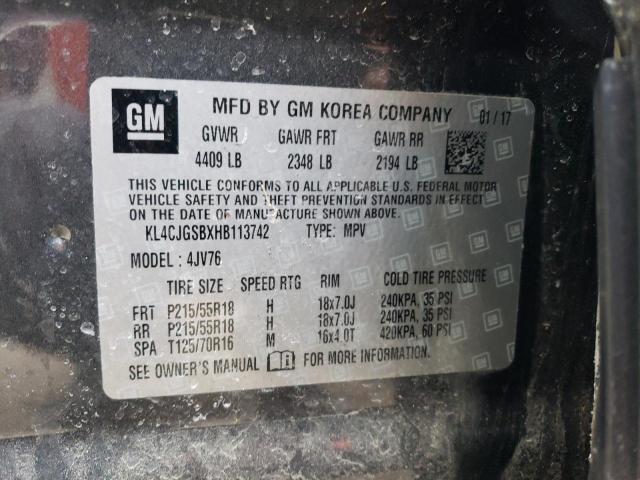 GM MFD BY GM KOREA COMPANY 01/17
GVWR GAWR FRT GAWR RR
4409 LB 2348 LB 2194 LB
THIS VEHICLE CONFORMS TO ALL APPLICABLE U.S. FEDERAL MOTOR
VEHICLE SAFETY AND THEFT PREVENTION STANDARDS IN EFFECT
ON THE DATE OF MANUFACTURE SHOWN ABOVE.
KL4CJGSBXHB113742 TYPE: MPV
MODEL: 4JV76
TIRE SIZE SPEED RTG RIM COLD TIRE PRESSURE
FRT P215/55R18 H 18x7.0J 240KPA, 35 PSI
RR P215/55R18 H 18x7.0J 240KPA, 35 PSI
SPA T125/70R16 M 16x4.0T 420KPA, 60 PSI
SEE OWNER'S MANUAL FOR MORE INFORMATION.